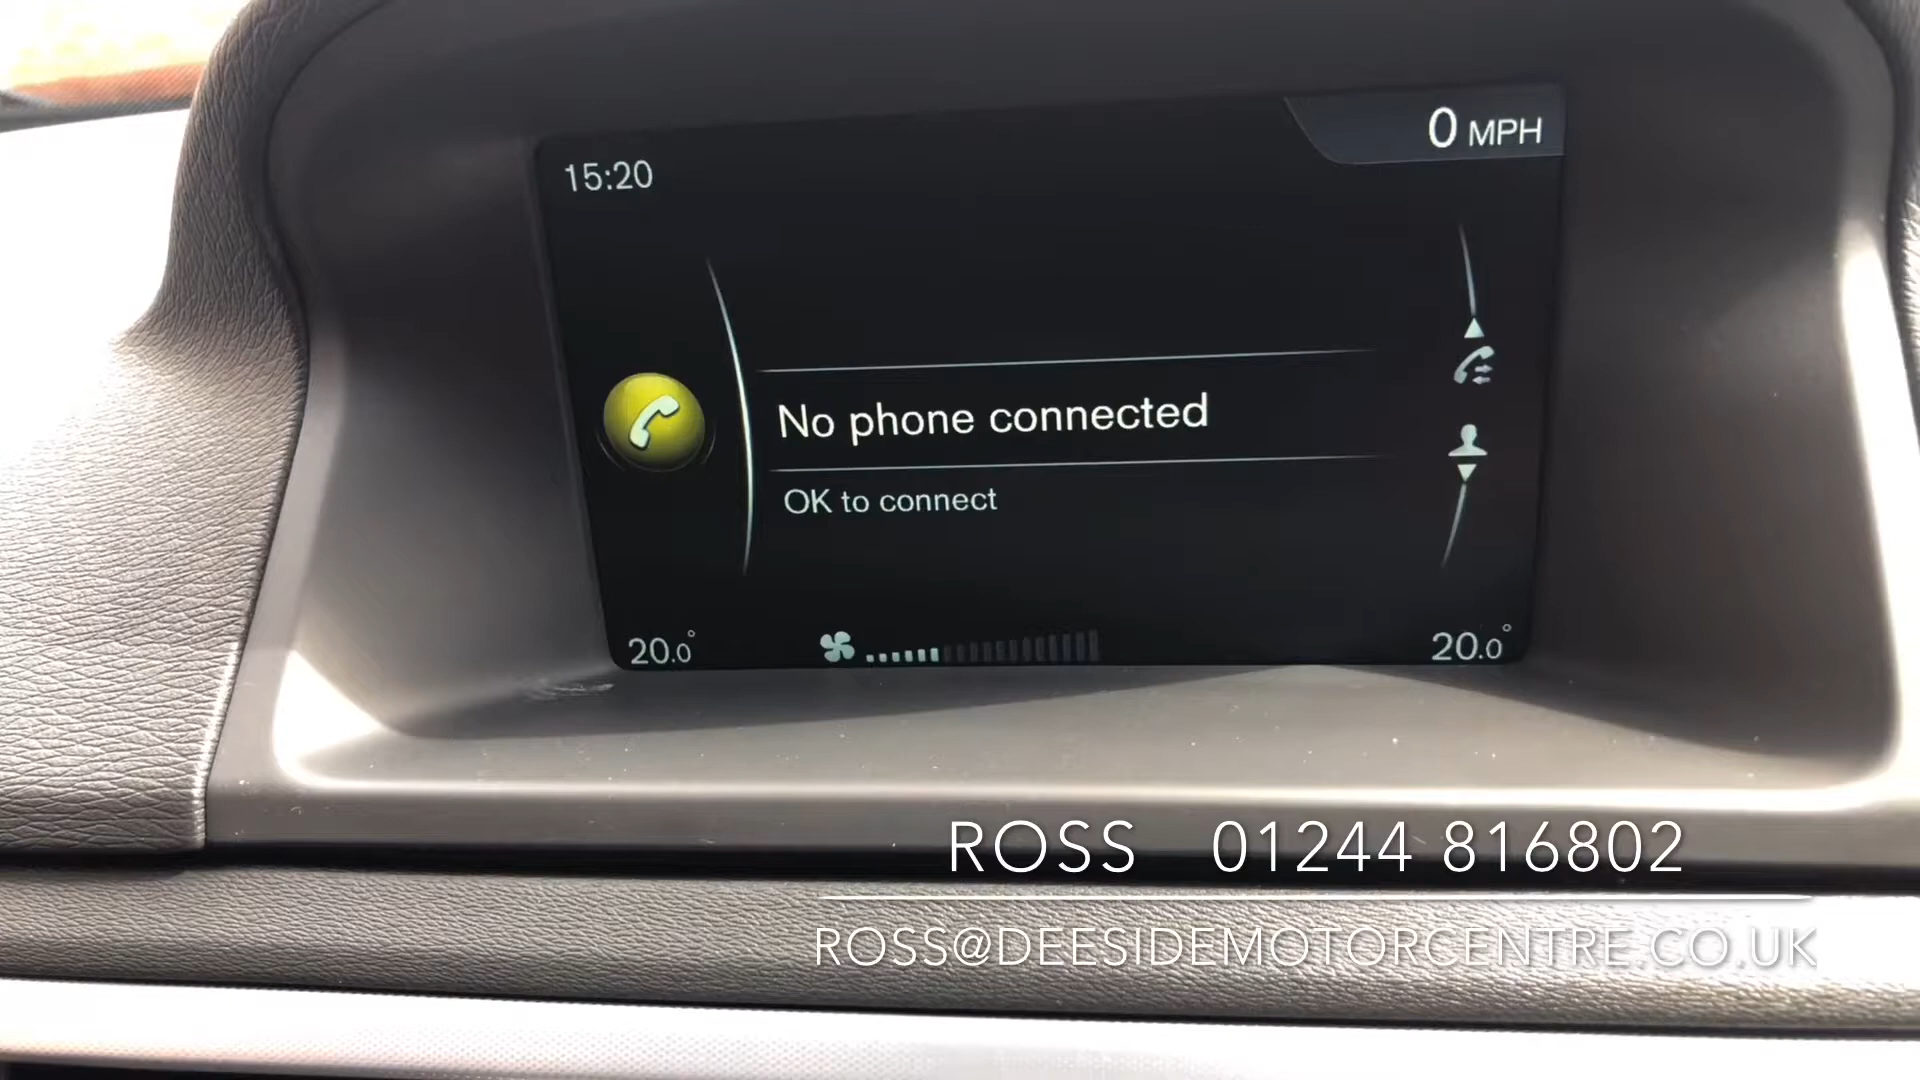 0 MPH
15:20
No phone connected
OK to connect
20.0° 20.0°
ROSS 01244 816802
ROSS@DEESIDEMOTORCENTRE.CO.UK